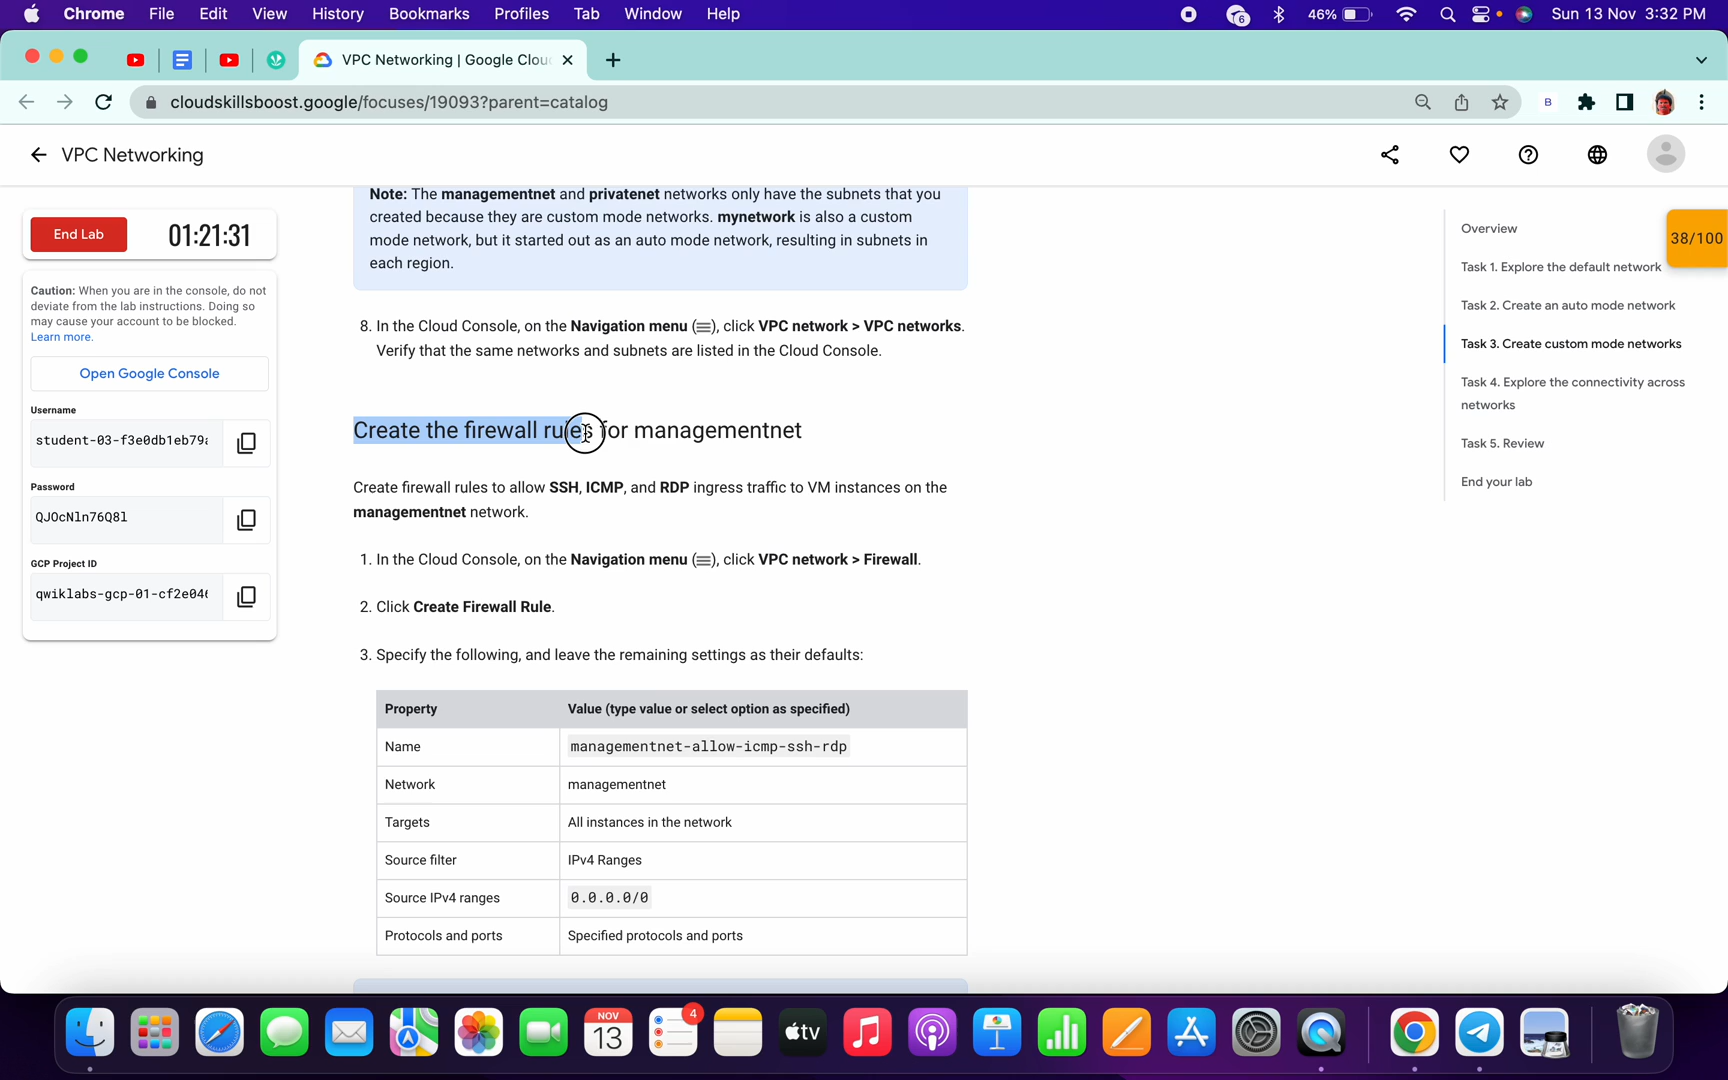 Chrome File Edit View History Bookmarks Profiles Tab Window Help 6 46% Sun 13 Nov 3:32 PM
VPC Networking | Google Clou
cloudskillsboost.google/focuses/19093?parent=catalog B
VPC Networking
End Lab 01:21:31
Caution: When you are in the console, do not
deviate from the lab instructions. Doing so
may cause your account to be blocked.
Learn more.
Open Google Console
Username
student-03-f3e0db1eb79a
Password
QJOcNln76Q8l
GCP Project ID
qwiklabs-gcp-01-cf2e046
Note: The managementnet and privatenet networks only have the subnets that you
created because they are custom mode networks. mynetwork is also a custom
mode network, but it started out as an auto mode network, resulting in subnets in
each region.
8. In the Cloud Console, on the Navigation menu (), click VPC network > VPC networks.
Verify that the same networks and subnets are listed in the Cloud Console.
Create the firewall rules for managementnet
Create firewall rules to allow SSH, ICMP, and RDP ingress traffic to VM instances on the
managementnet network.
1. In the Cloud Console, on the Navigation menu (), click VPC network > Firewall.
2. Click Create Firewall Rule.
3. Specify the following, and leave the remaining settings as their defaults:
Property Value (type value or select option as specified)
Name managementnet-allow-icmp-ssh-rdp
Network managementnet
Targets All instances in the network
Source filter IPv4 Ranges
Source IPv4 ranges 0.0.0.0/0
Protocols and ports Specified protocols and ports
Overview
38/100
Task 1. Explore the default network
Task 2. Create an auto mode network
Task 3. Create custom mode networks
Task 4. Explore the connectivity across
networks
Task 5. Review
End your lab
NOV
13
4
tv